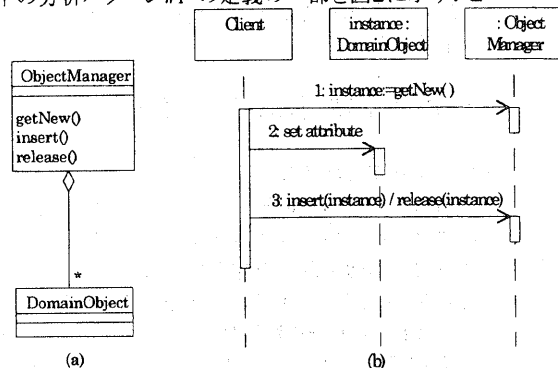 ObjectManager
getNew()
insert()
release()
*
DomainObject
(a)
Client
instance :
DomainObject
: Object
Manager
1: instance:=getNew()
2: set attribute
3: insert(instance) / release(instance)
(b)